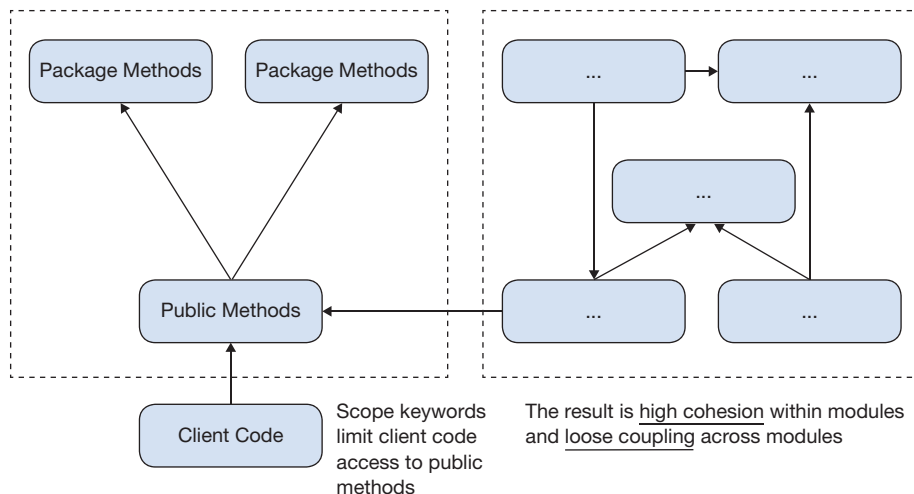 Package Methods
Package Methods
Public Methods
Client Code
Scope keywords
limit client code
access to public
methods
...
...
...
...
...
The result is high cohesion within modules
and loose coupling across modules